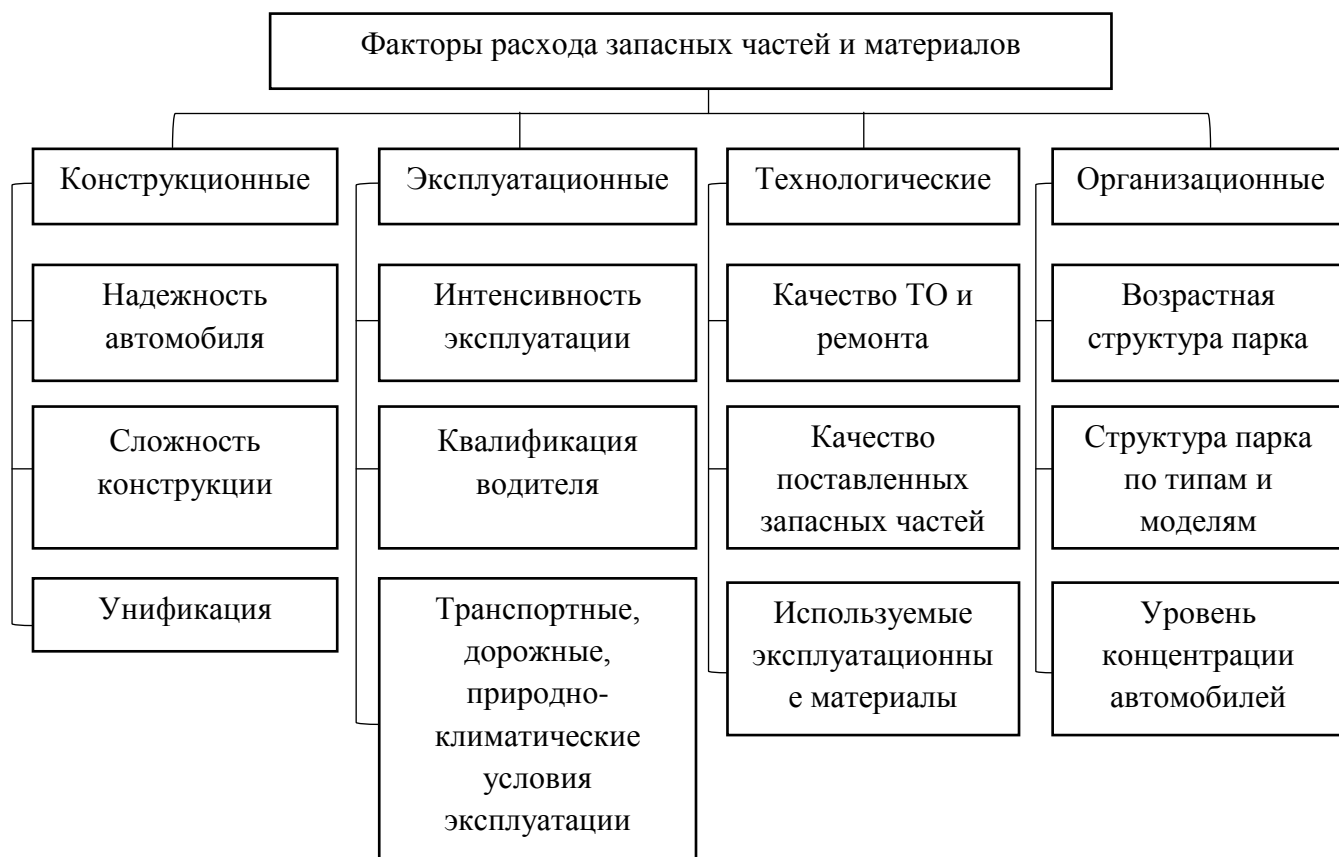 Факторы расхода запасных частей и материалов
Конструкционные
Эксплуатационные
Технологические
Организационные
Надежность
автомобиля
Интенсивность
эксплуатации
Качество ТО и
ремонта
Возрастная
структура парка
Сложность
конструкции
Квалификация
водителя
Качество
поставленных
запасных частей
Структура парка
по типам и
моделям
Унификация
Транспортные,
дорожные,
природно-
климатические
условия
эксплуатации
Используемые
эксплуатационны
е материалы
Уровень
концентрации
автомобилей